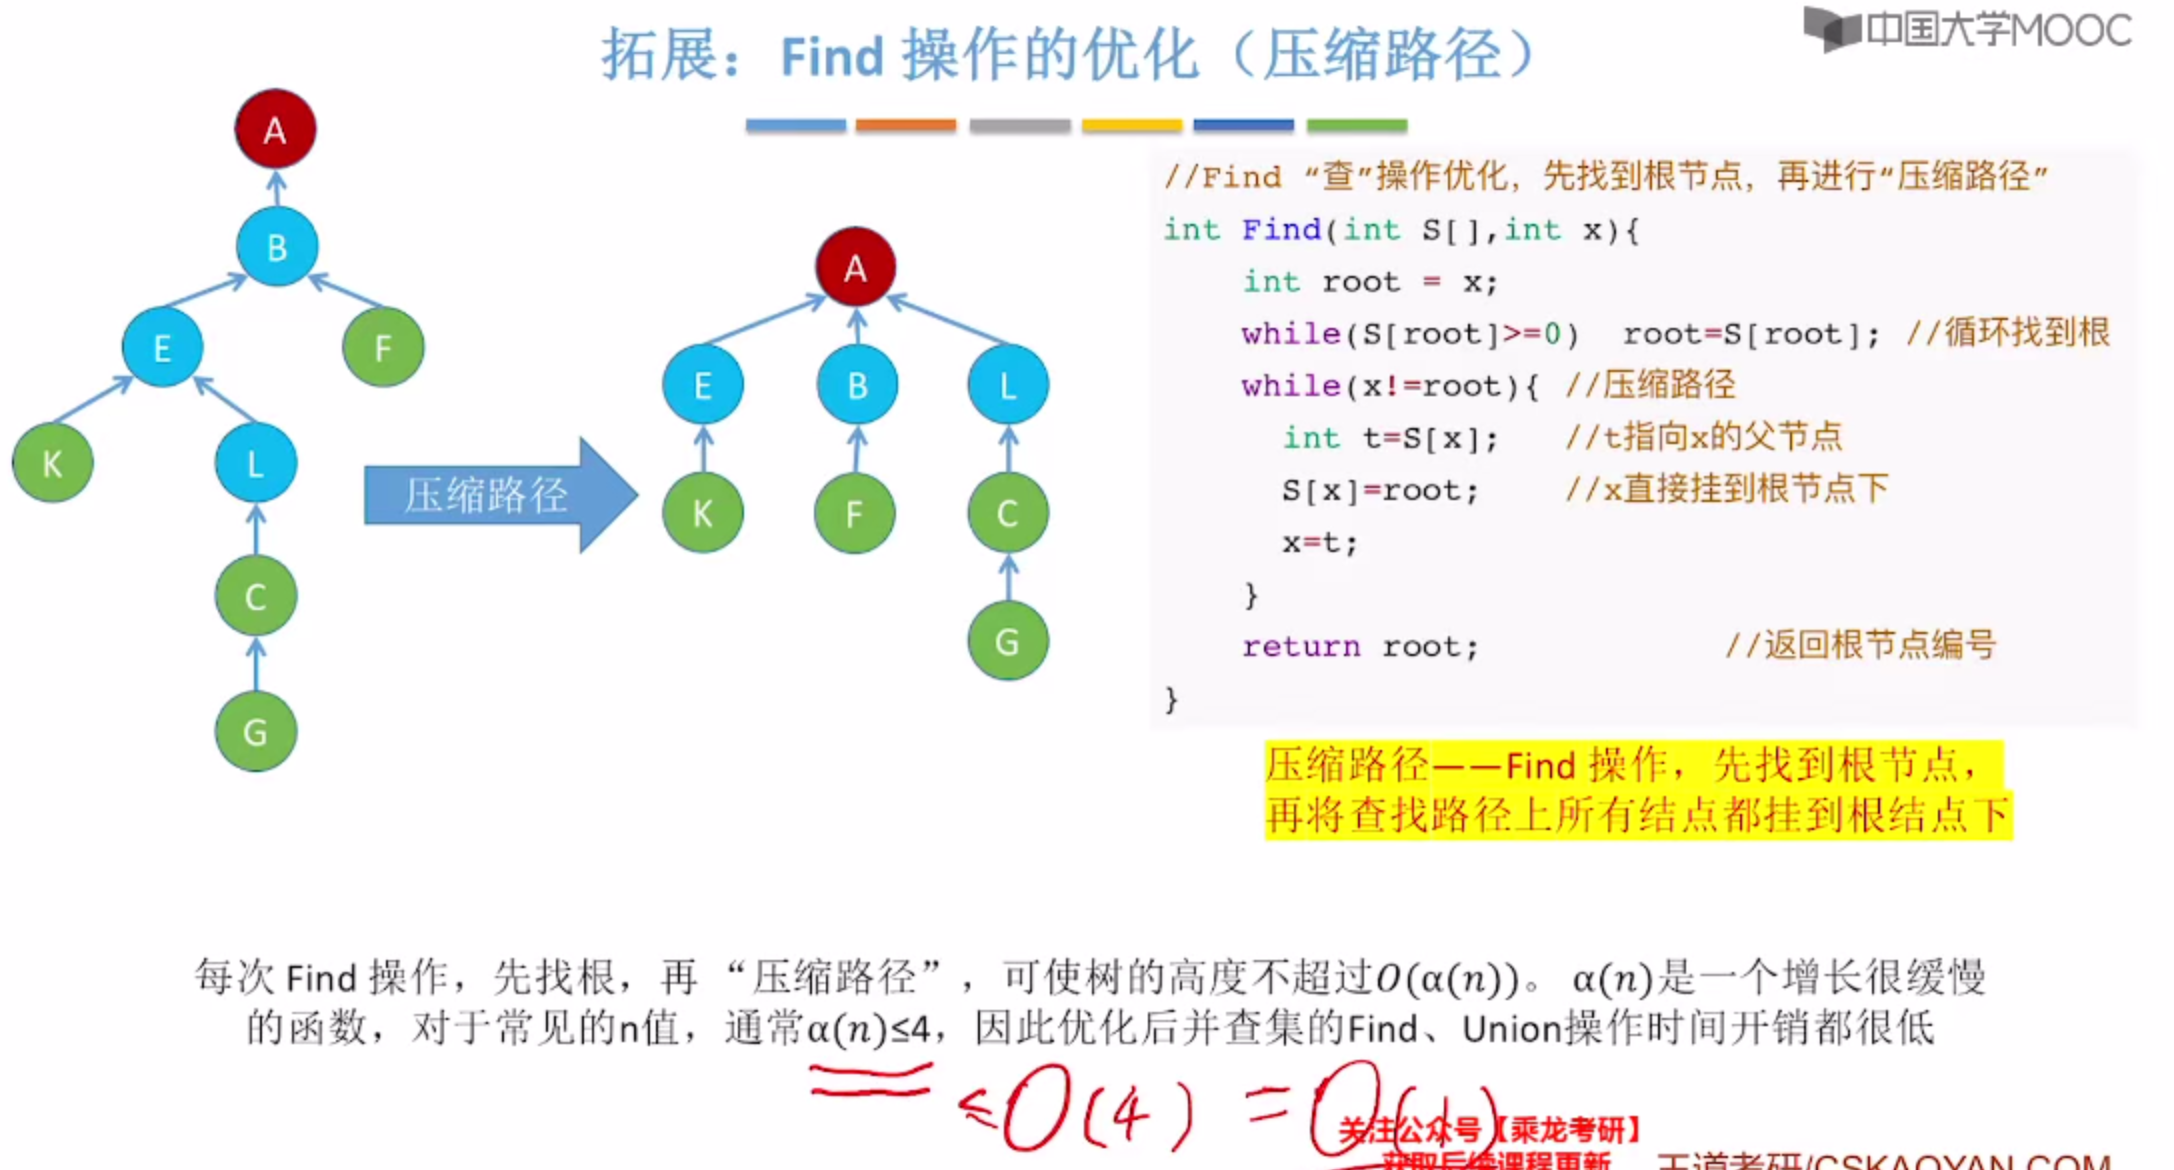 中国大学MOOC
拓展：Find 操作的优化（压缩路径）
A
B
E
F
K
L
C
G
压缩路径
A
E
B
L
K
F
C
G
//Find “查”操作优化，先找到根节点，再进行“压缩路径”
int Find(int S[],int x){
int root = x;
while(S[root]>=0) root=S[root]; //循环找到根
while(x!=root){ //压缩路径
int t=S[x]; //t指向x的父节点
S[x]=root; //x直接挂到根节点下
x=t;
}
return root; //返回根节点编号
}
压缩路径——Find 操作，先找到根节点，
再将查找路径上所有结点都挂到根结点下
每次 Find 操作，先找根，再 “压缩路径”，可使树的高度不超过O(α(n))。 α(n)是一个增长很缓慢
的函数，对于常见的n值，通常α(n)≤4，因此优化后并查集的Find、Union操作时间开销都很低
≤O(4) = O(1)
关注公众号【乘龙考研】
获取后续课程更新
王道考研/CSKAOYAN.COM